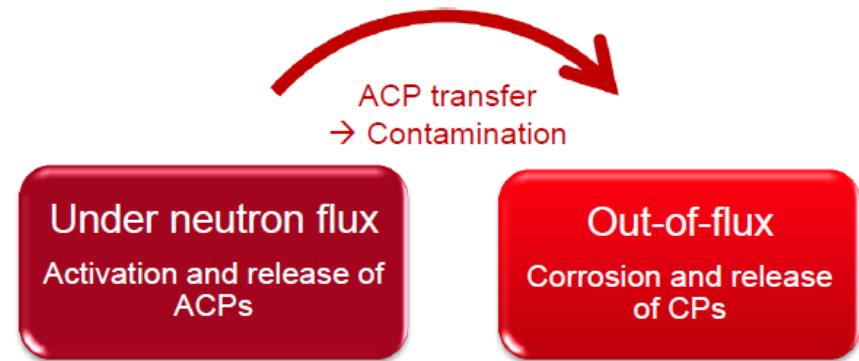 ACP transfer
→ Contamination
Under neutron flux
Activation and release of
ACPs
Out-of-flux
Corrosion and release
of CPs